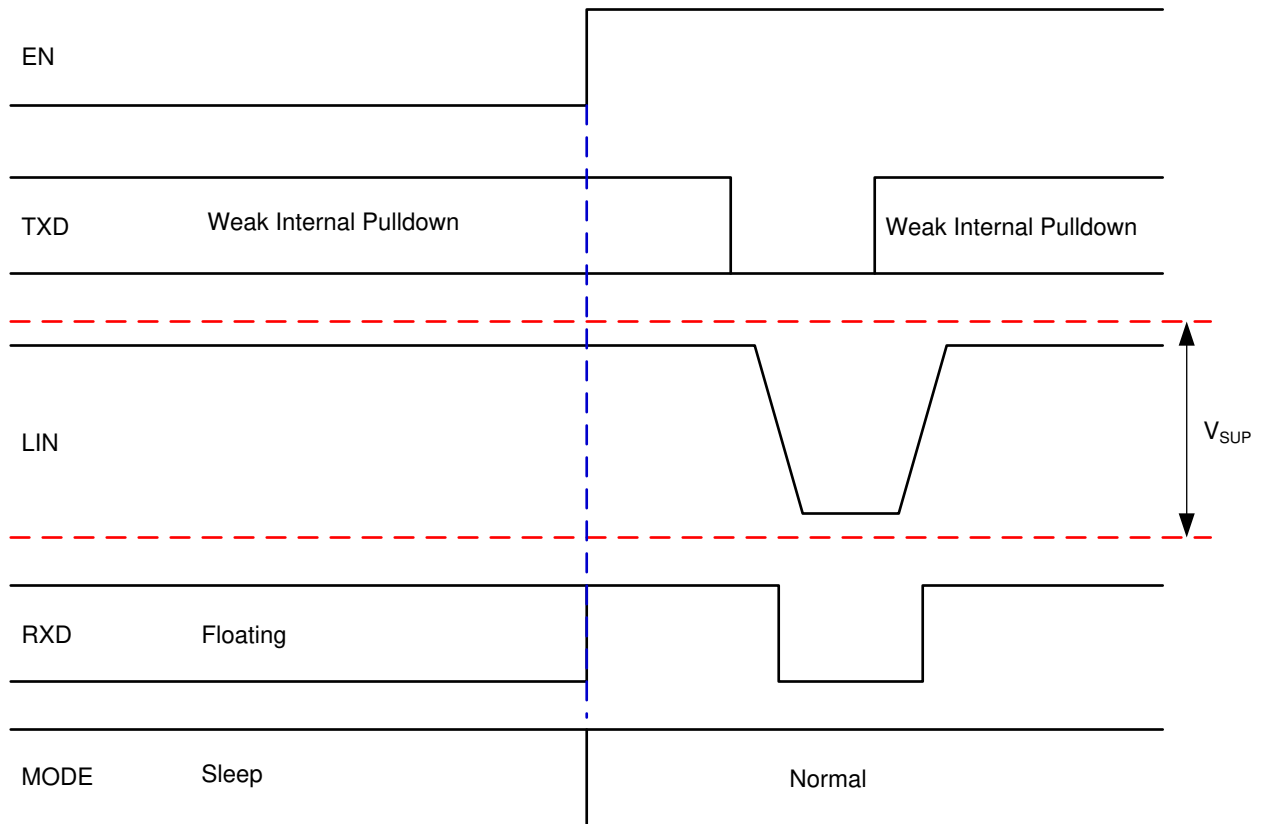 EN
TXD
Weak Internal Pulldown
Weak Internal Pulldown
LIN
VSUP
RXD
Floating
MODE
Sleep
Normal